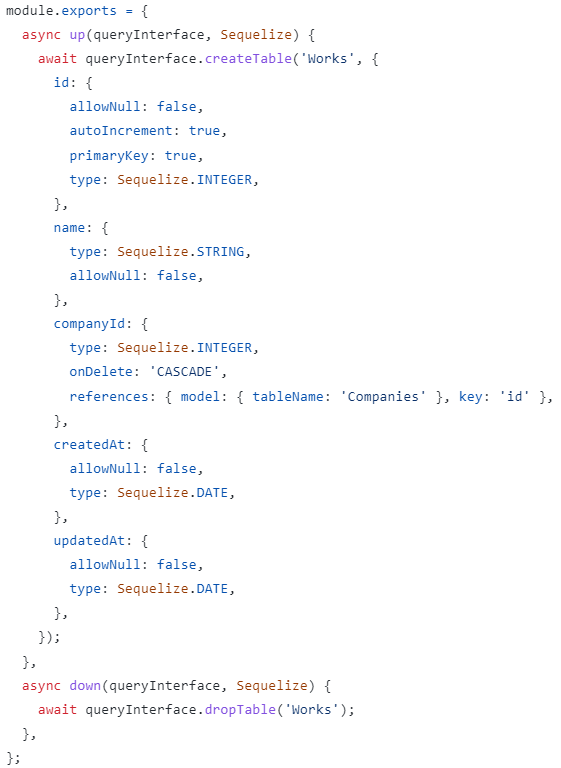 module.exports = {
  async up(queryInterface, Sequelize) {
    await queryInterface.createTable('Works', {
      id: {
        allowNull: false,
        autoIncrement: true,
        primaryKey: true,
        type: Sequelize.INTEGER,
      },
      name: {
        type: Sequelize.STRING,
        allowNull: false,
      },
      companyId: {
        type: Sequelize.INTEGER,
        onDelete: 'CASCADE',
        references: { model: { tableName: 'Companies' }, key: 'id' },
      },
      createdAt: {
        allowNull: false,
        type: Sequelize.DATE,
      },
      updatedAt: {
        allowNull: false,
        type: Sequelize.DATE,
      },
    });
  },
  async down(queryInterface, Sequelize) {
    await queryInterface.dropTable('Works');
  },
};